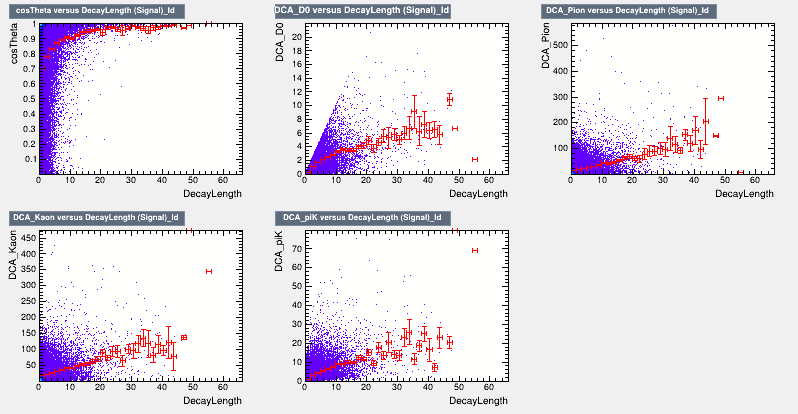 cosTheta versus DecayLength (Signal)_Id
cosTheta
1
0.9
0.8
0.7
0.6
0.5
0.4
0.3
0.2
0.1
0 10 20 30 40 50 60
DecayLength
DCA_D0 versus DecayLength (Signal)_Id
DCA_D0
20
18
16
14
12
10
8
6
4
2
0
0 10 20 30 40 50 60
DecayLength
DCA_Pion versus DecayLength (Signal)_Id
DCA_Pion
500
400
300
200
100
0 10 20 30 40 50 60
DecayLength
DCA_Kaon versus DecayLength (Signal)_Id
DCA_Kaon
450
400
350
300
250
200
150
100
50
0 10 20 30 40 50 60
DecayLength
DCA_piK versus DecayLength (Signal)_Id
DCA_piK
70
60
50
40
30
20
10
0
0 10 20 30 40 50 60
DecayLength